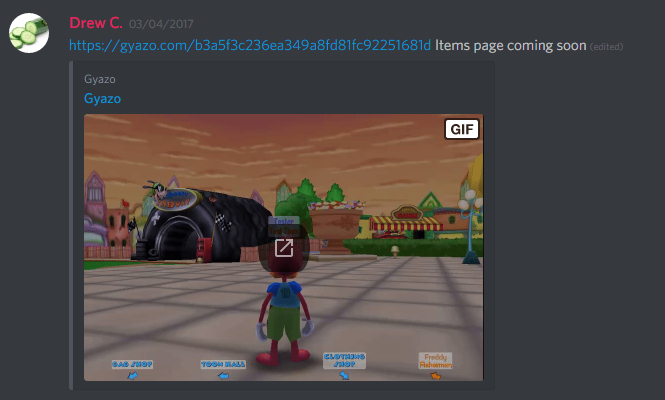 Drew C. 03/04/2017
https://gyazo.com/b3a5f3c236ea349a8fd81fc92251681d Items page coming soon (edited)
Gyazo
Gyazo
GIF
GAG SHOP
TOON HALL
CLOTHING
SHOP
Freddy
Fisherman